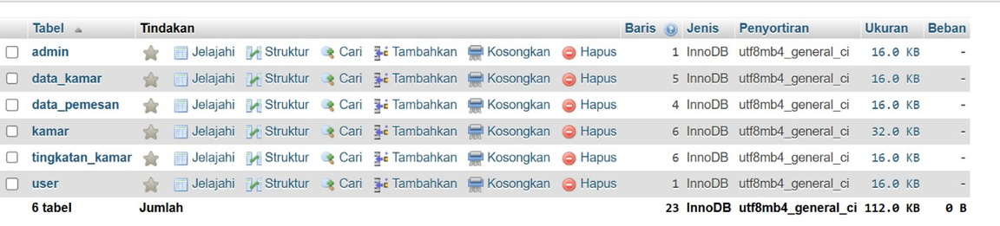 Tabel Tindakan Baris Jenis Penyortiran Ukuran Beban
admin Jelajahi Struktur Cari Tambahkan Kosongkan Hapus 1 InnoDB utf8mb4_general_ci 16.0 KB -
data_kamar Jelajahi Struktur Cari Tambahkan Kosongkan Hapus 5 InnoDB utf8mb4_general_ci 16.0 KB -
data_pemesan Jelajahi Struktur Cari Tambahkan Kosongkan Hapus 4 InnoDB utf8mb4_general_ci 16.0 KB -
kamar Jelajahi Struktur Cari Tambahkan Kosongkan Hapus 6 InnoDB utf8mb4_general_ci 32.0 KB -
tingkatan_kamar Jelajahi Struktur Cari Tambahkan Kosongkan Hapus 6 InnoDB utf8mb4_general_ci 16.0 KB -
user Jelajahi Struktur Cari Tambahkan Kosongkan Hapus 1 InnoDB utf8mb4_general_ci 16.0 KB -
6 tabel Jumlah 23 InnoDB utf8mb4_general_ci 112.0 KB 0 B